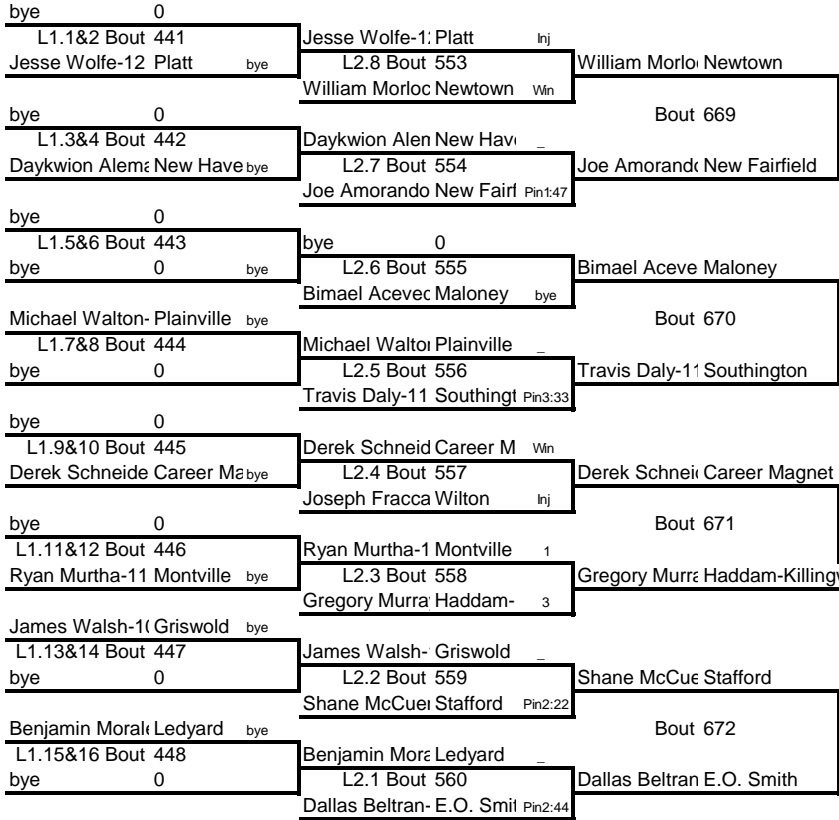 bye 0
L1.1&2 Bout 441 Jesse Wolfe-1 Platt Inj
Jesse Wolfe-12 Platt bye L2.8 Bout 553 William Morlo Newtown
William Morloc Newtown Win
bye 0 Bout 669
L1.3&4 Bout 442 Daykwion Alem New Have _
Daykwion Alema New Have bye L2.7 Bout 554 Joe Amorando New Fairfield
Joe Amorando New Fairf Pin1:47
bye 0
L1.5&6 Bout 443 bye 0
bye 0 bye L2.6 Bout 555 Bimael Aceve Maloney
Bimael Aceved Maloney bye
Michael Walton- Plainville bye Bout 670
L1.7&8 Bout 444 Michael Walton Plainville _
bye 0 L2.5 Bout 556 Travis Daly-11 Southington
Travis Daly-11 Southingt Pin3:33
bye 0
L1.9&10 Bout 445 Derek Schneid Career M Win
Derek Schneide Career Ma bye L2.4 Bout 557 Derek Schnei Career Magnet
Joseph Fracca Wilton Inj
bye 0 Bout 671
L1.11&12 Bout 446 Ryan Murtha-1 Montville 1
Ryan Murtha-11 Montville bye L2.3 Bout 558 Gregory Murra Haddam-Killingw
Gregory Murray Haddam- 3
James Walsh-10 Griswold bye
L1.13&14 Bout 447 James Walsh- Griswold _
bye 0 L2.2 Bout 559 Shane McCue Stafford
Shane McCuen Stafford Pin2:22
Benjamin Morale Ledyard bye Bout 672
L1.15&16 Bout 448 Benjamin Mora Ledyard _
bye 0 L2.1 Bout 560 Dallas Beltran E.O. Smith
Dallas Beltran- E.O. Smit Pin2:44